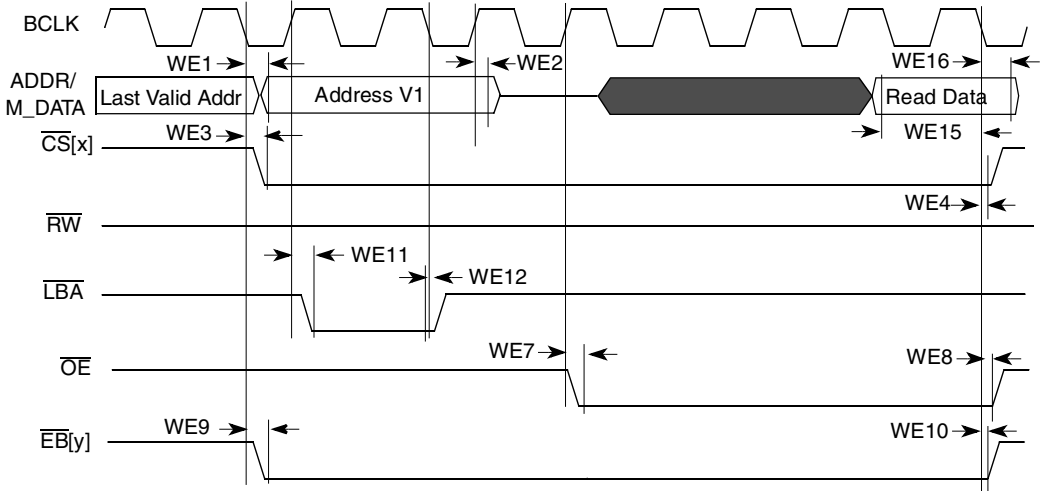 BCLK
WE1
WE2
WE16
ADDR/
M_DATA
Last Valid Addr
Address V1
Read Data
WE3
WE15
CS[x]
WE4
RW
WE11
WE12
LBA
WE7
WE8
OE
WE9
WE10
EB[y]